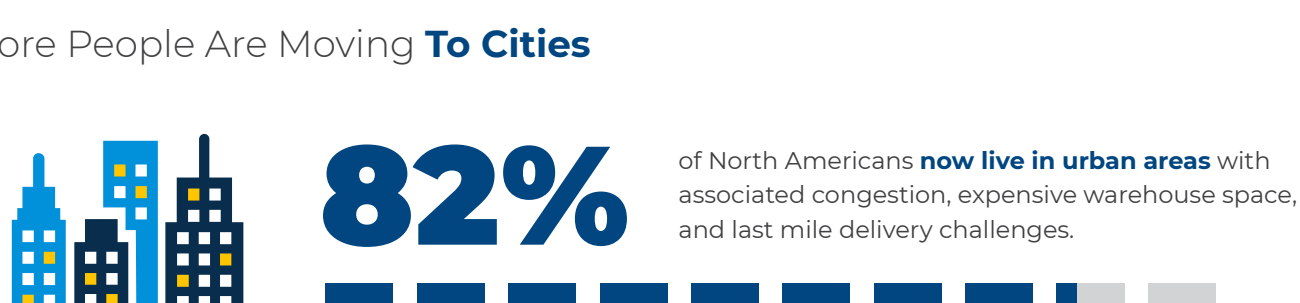 ore People Are Moving To Cities
82%
of North Americans now live in urban areas with
associated congestion, expensive warehouse space,
and last mile delivery challenges.